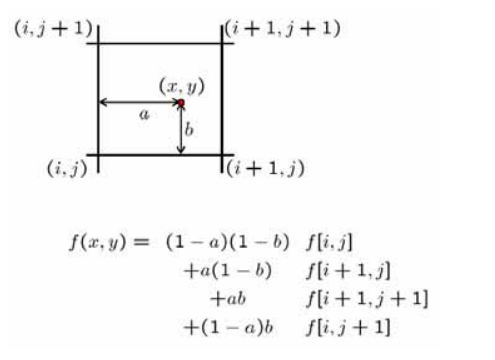 (i, j + 1) (i + 1, j + 1)
(x, y)
a
b
(i, j) (i + 1, j)
f(x, y) = (1 − a)(1 − b) f[i, j]
+a(1 − b) f[i + 1, j]
+ab f[i + 1, j + 1]
+(1 − a)b f[i, j + 1]